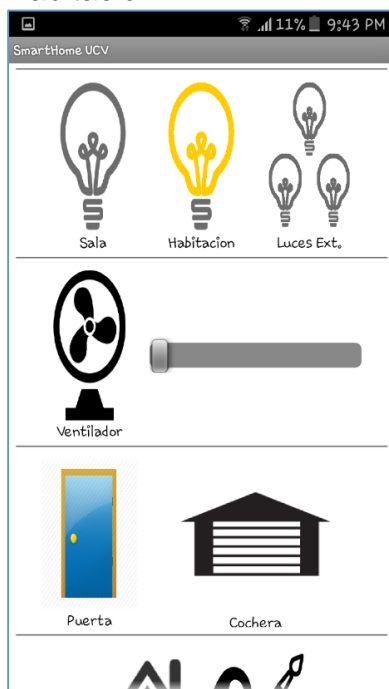 11% 9:43 PM
SmartHome UCV
Sala Habitacion Luces Ext.
Ventilador
Puerta Cochera